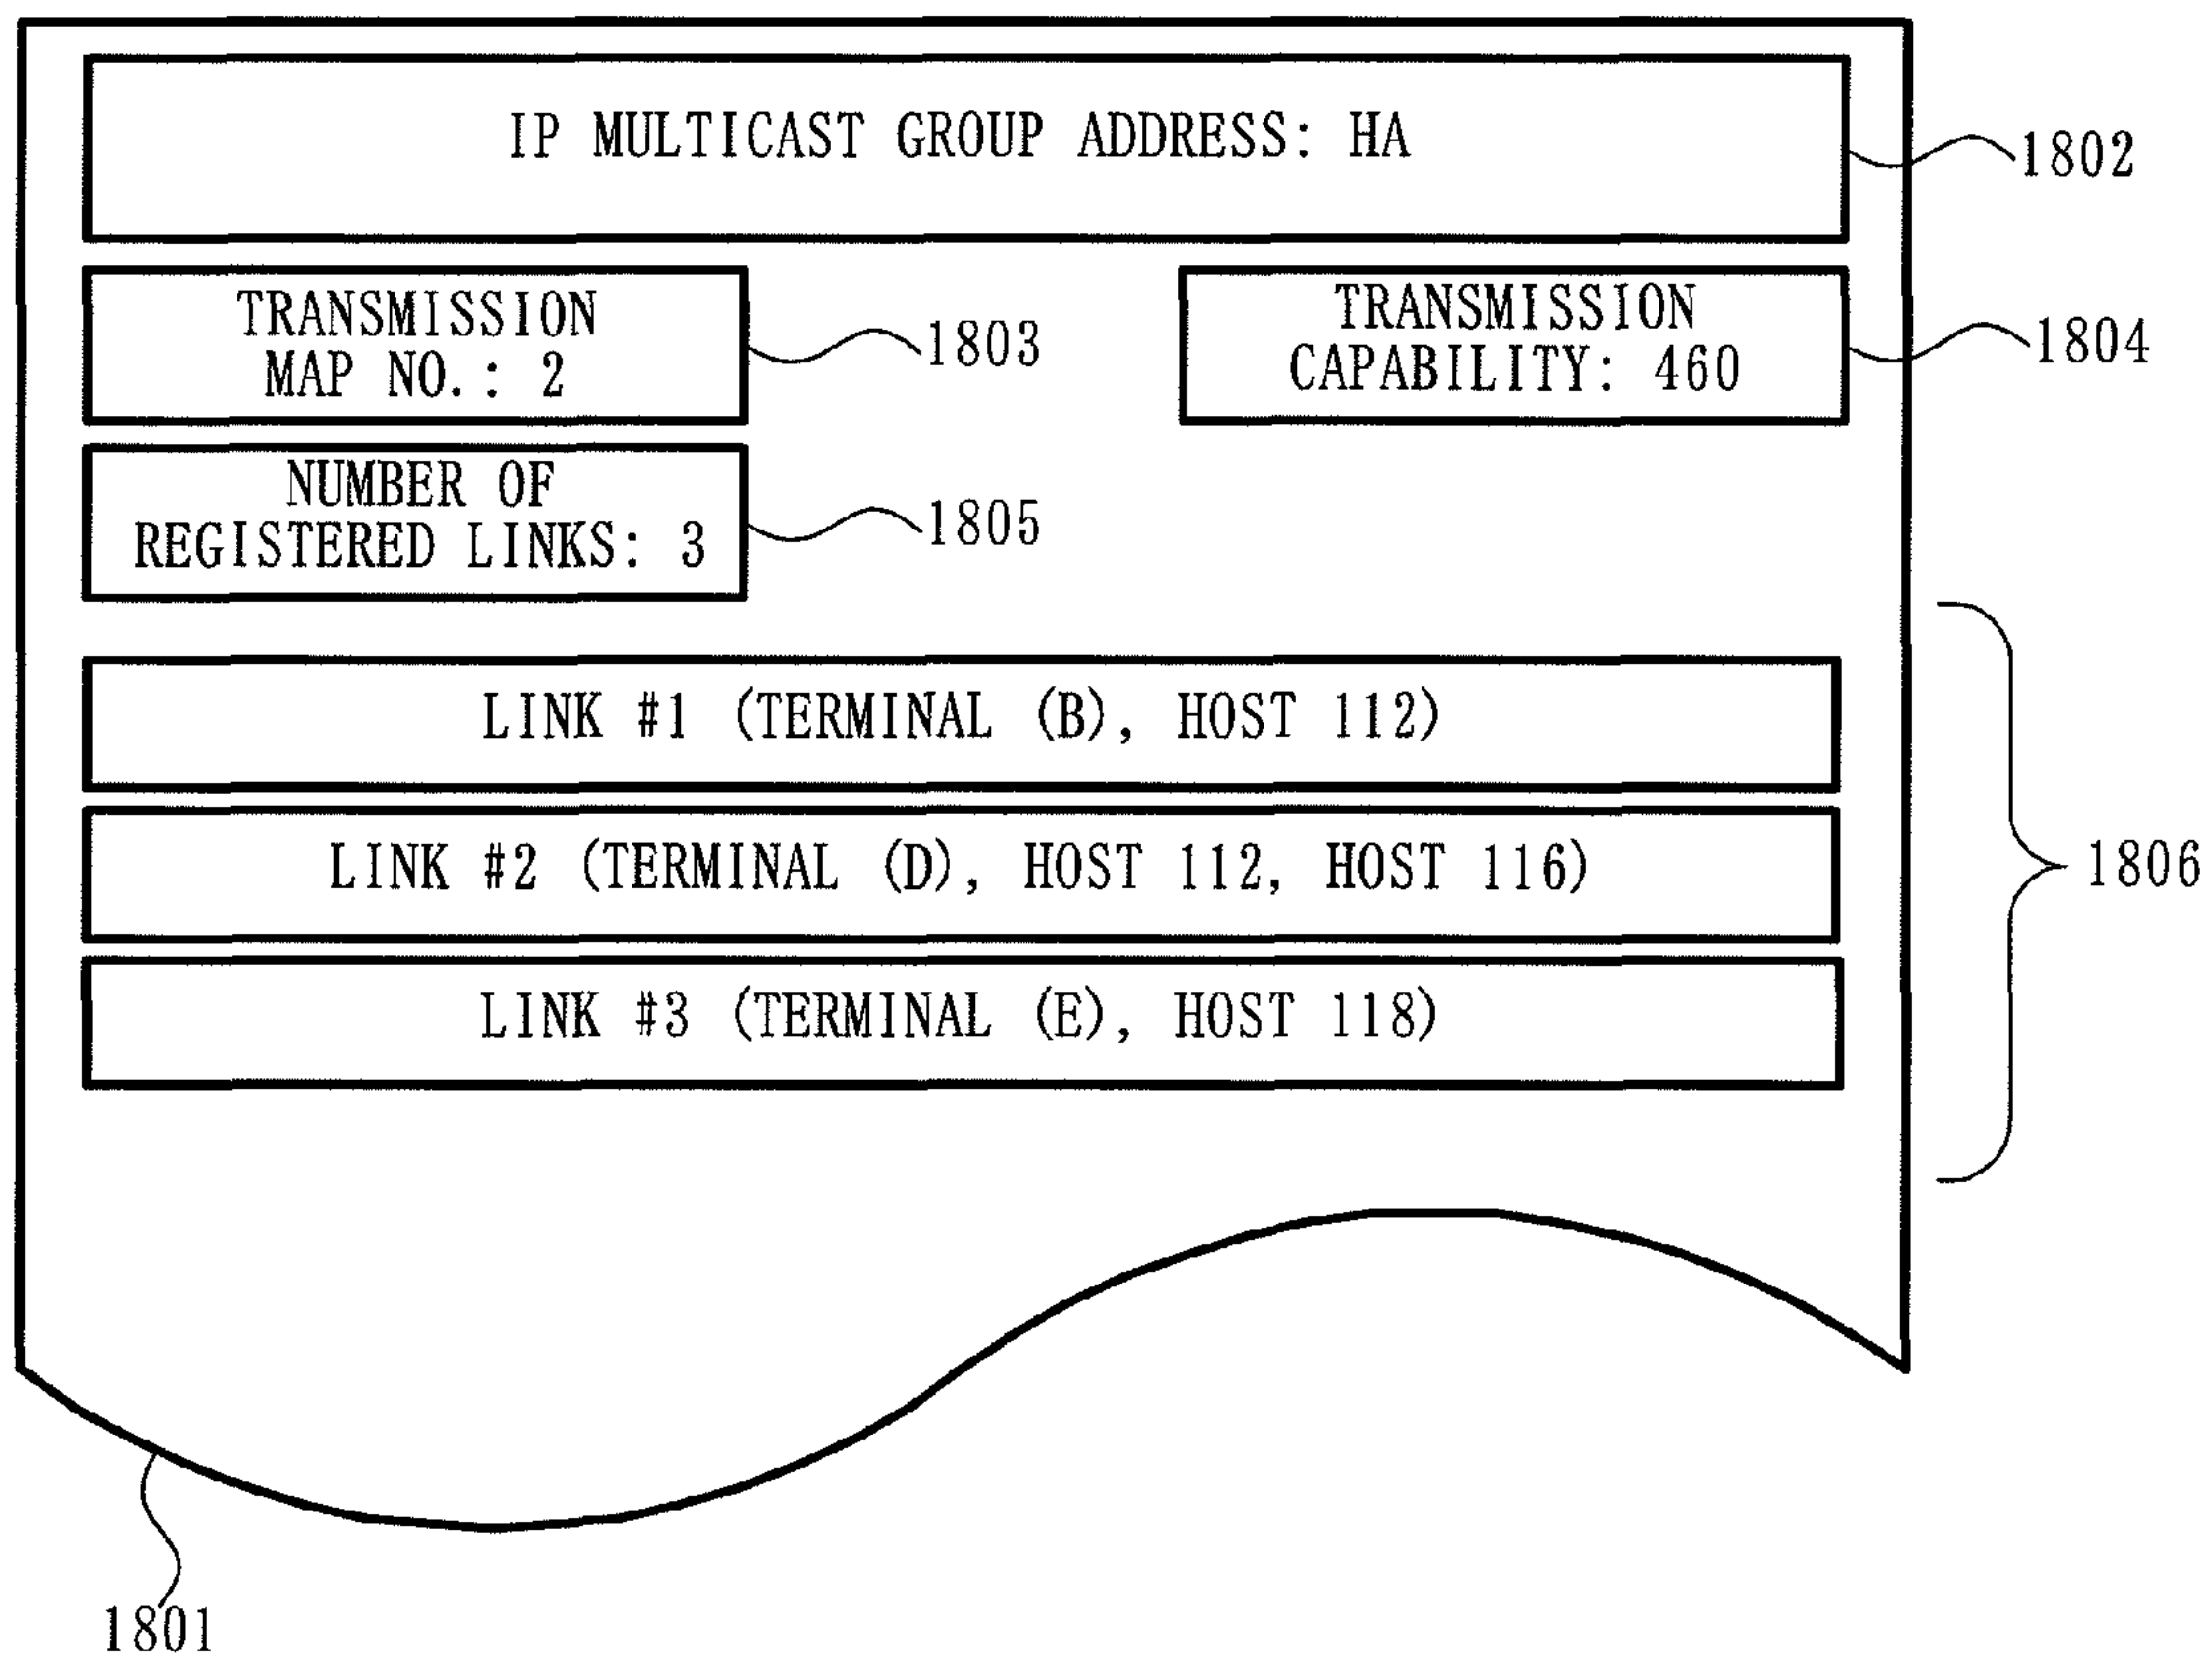 IP MULTICAST GROUP ADDRESS: HA
1802
TRANSMISSION
MAP NO.: 2
1803
TRANSMISSION
CAPABILITY: 460
1804
NUMBER OF
REGISTERED LINKS: 3
1805
LINK #1 (TERMINAL (B), HOST 112)
LINK #2 (TERMINAL (D), HOST 112, HOST 116)
LINK #3 (TERMINAL (E), HOST 118)
1806
1801